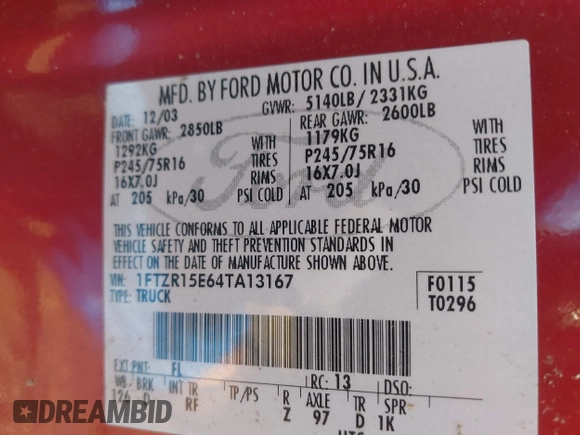 MFD. BY FORD MOTOR CO. IN U.S.A.
DATE: 12/03 GVWR: 5140LB/ 2331KG
FRONT GAWR: 2850LB REAR GAWR: 2600LB
1292KG WITH 1179KG WITH
P245/75R16 TIRES P245/75R16 TIRES
16X7.0J RIMS 16X7.0J RIMS
AT 205 kPa/30 PSI COLD AT 205 kPa/30 PSI COLD
Ford
THIS VEHICLE CONFORMS TO ALL APPLICABLE FEDERAL MOTOR
VEHICLE SAFETY AND THEFT PREVENTION STANDARDS IN
EFFECT ON THE DATE OF MANUFACTURE SHOWN ABOVE.
VIN: 1FTZR15E64TA13167 F0115
TYPE: TRUCK T0296
EXT PNT: FL RC: 13 DSO:
WB BRK INT TR TP/PS R AXLE TR SPR
126 D RF Z 97 D 1K
DREAMBID